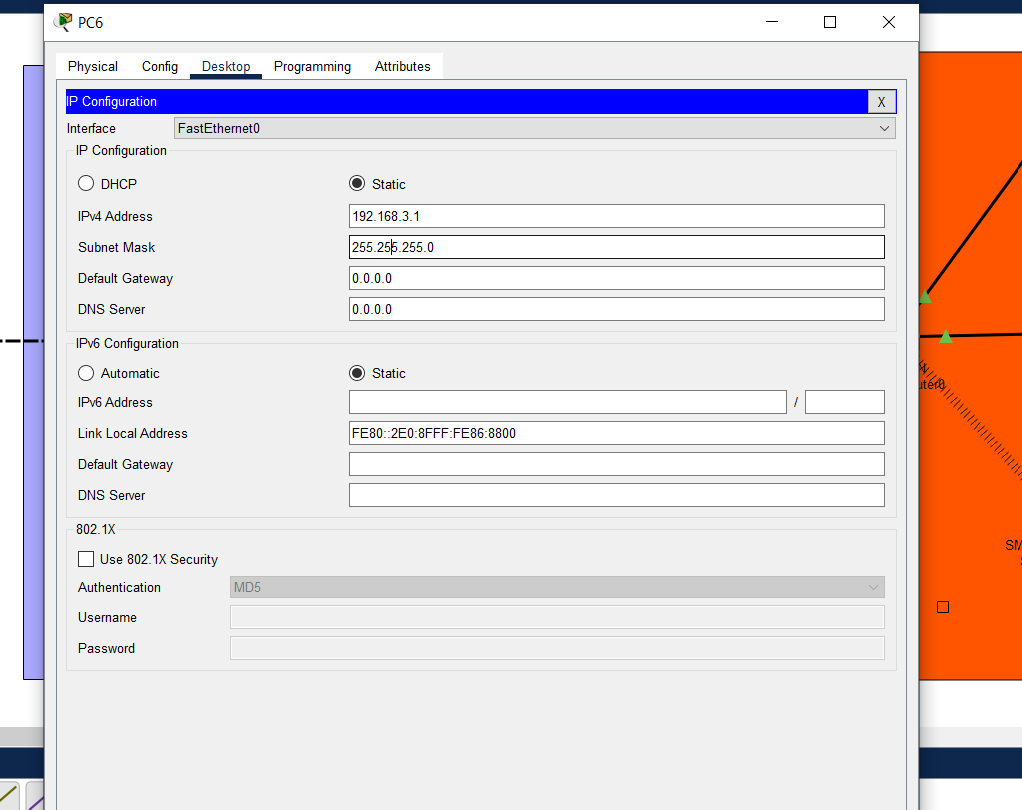 PC6
Physical Config Desktop Programming Attributes
IP Configuration X
Interface FastEthernet0
IP Configuration
DHCP Static
IPv4 Address 192.168.3.1
Subnet Mask 255.255.255.0
Default Gateway 0.0.0.0
DNS Server 0.0.0.0
IPv6 Configuration
Automatic Static
IPv6 Address /
Link Local Address FE80::2E0:8FFF:FE86:8800
Default Gateway
DNS Server
802.1X
Use 802.1X Security
Authentication MD5
Username
Password
uter0
SM